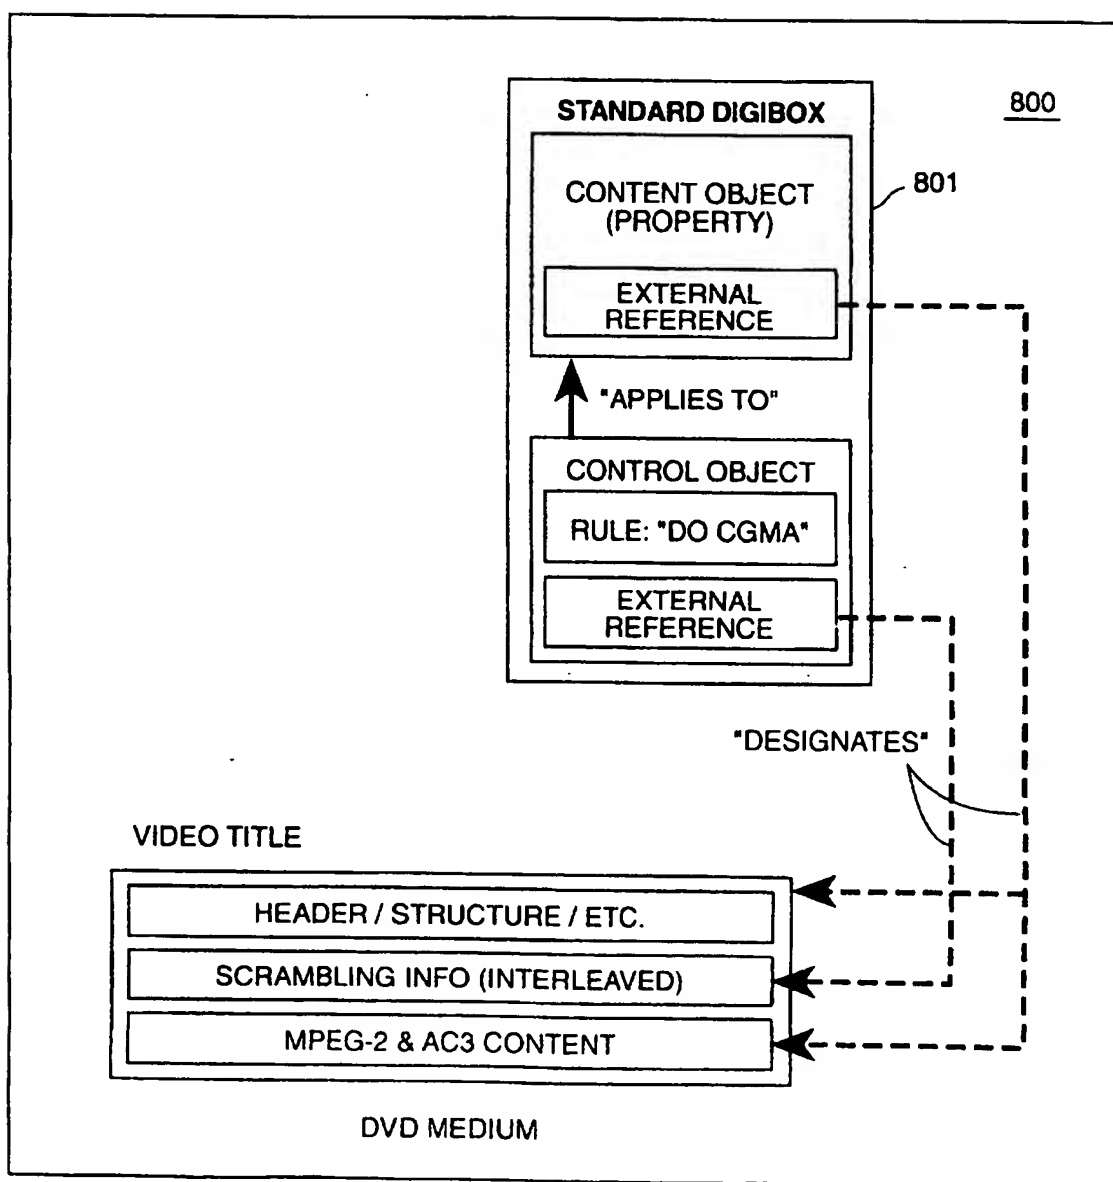 800
STANDARD DIGIBOX
801
CONTENT OBJECT
(PROPERTY)
EXTERNAL
REFERENCE
"APPLIES TO"
CONTROL OBJECT
RULE: "DO CGMA"
EXTERNAL
REFERENCE
"DESIGNATES"
VIDEO TITLE
HEADER / STRUCTURE / ETC.
SCRAMBLING INFO (INTERLEAVED)
MPEG-2 & AC3 CONTENT
DVD MEDIUM